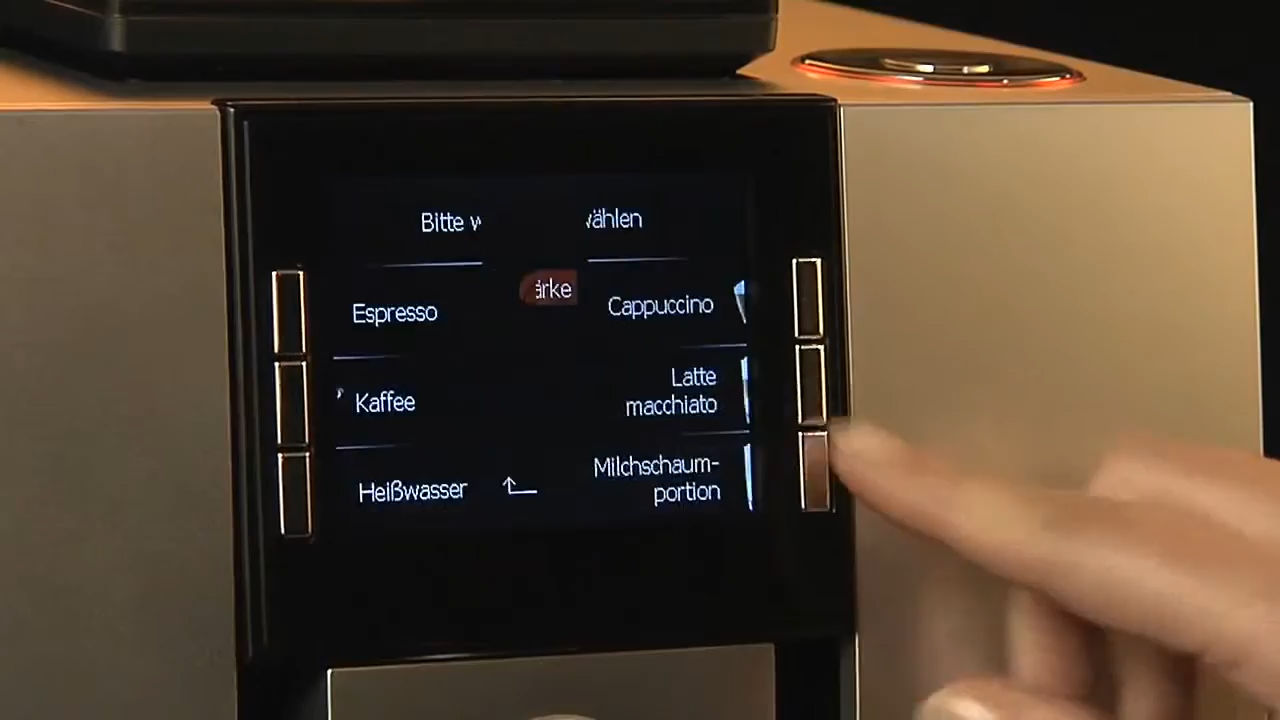 Bitte wählen
Espresso
ärke
Cappuccino
Kaffee
Latte
macchiato
Heißwasser
Milchschaum-
portion